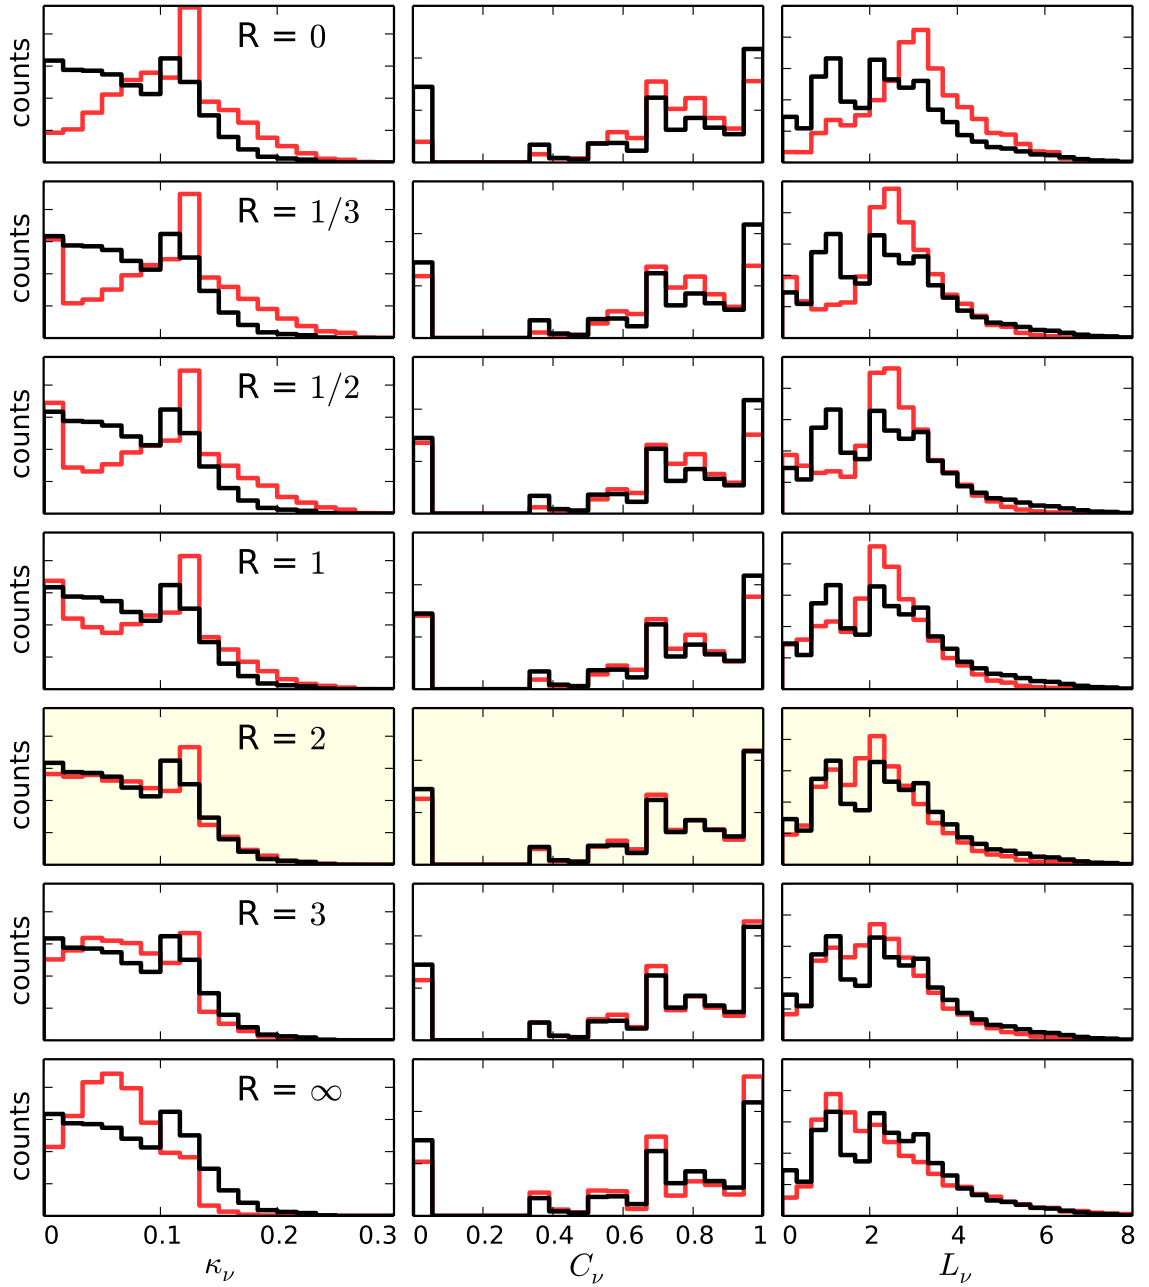 counts R = 0
counts R = 1/3
counts R = 1/2
counts R = 1
counts R = 2
counts R = 3
counts R = ∞
0 0.1 0.2 0.3 0 0.2 0.4 0.6 0.8 1 0 2 4 6 8
κ_ν C_ν L_ν